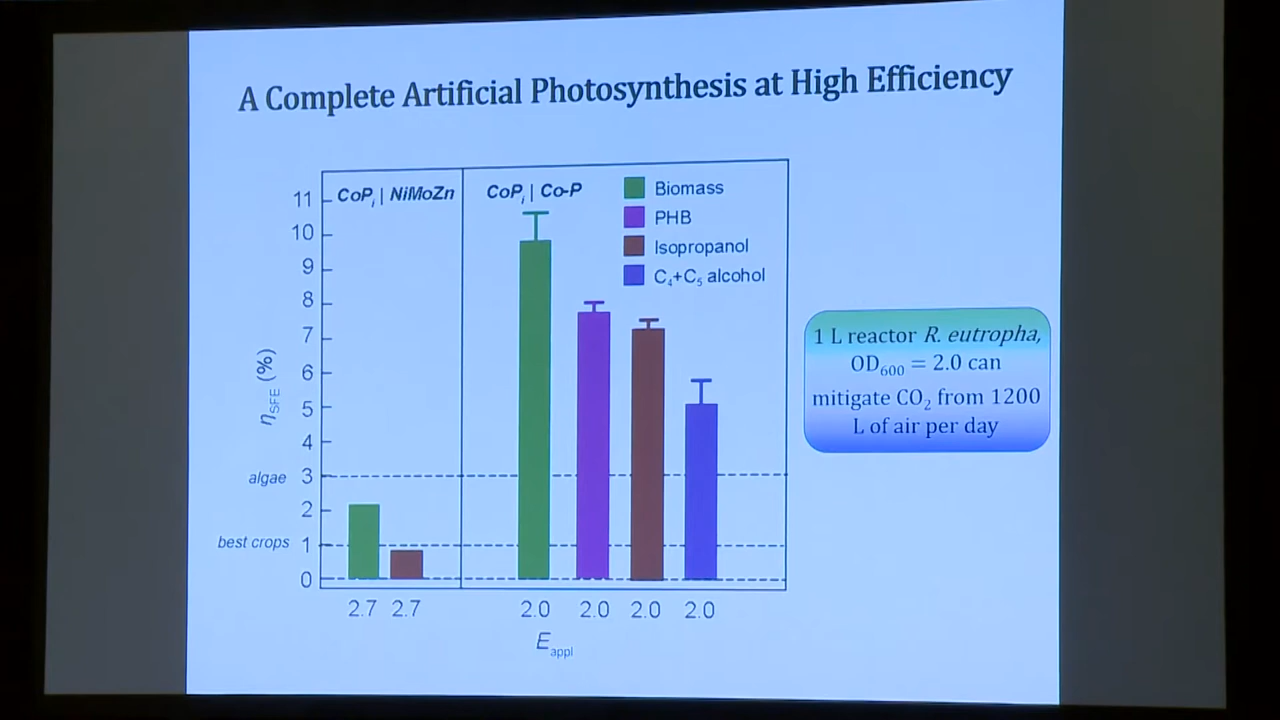 A Complete Artificial Photosynthesis at High Efficiency
CoPᵢ | NiMoZn
CoPᵢ | Co-P
Biomass
PHB
Isopropanol
C₄+C₅ alcohol
11
10
9
8
7
6
5
4
algae 3
2
best crops 1
0
η_SFE (%)
2.7 2.7 2.0 2.0 2.0 2.0
E_appl
1 L reactor R. eutropha,
OD₆₀₀ = 2.0 can
mitigate CO₂ from 1200
L of air per day